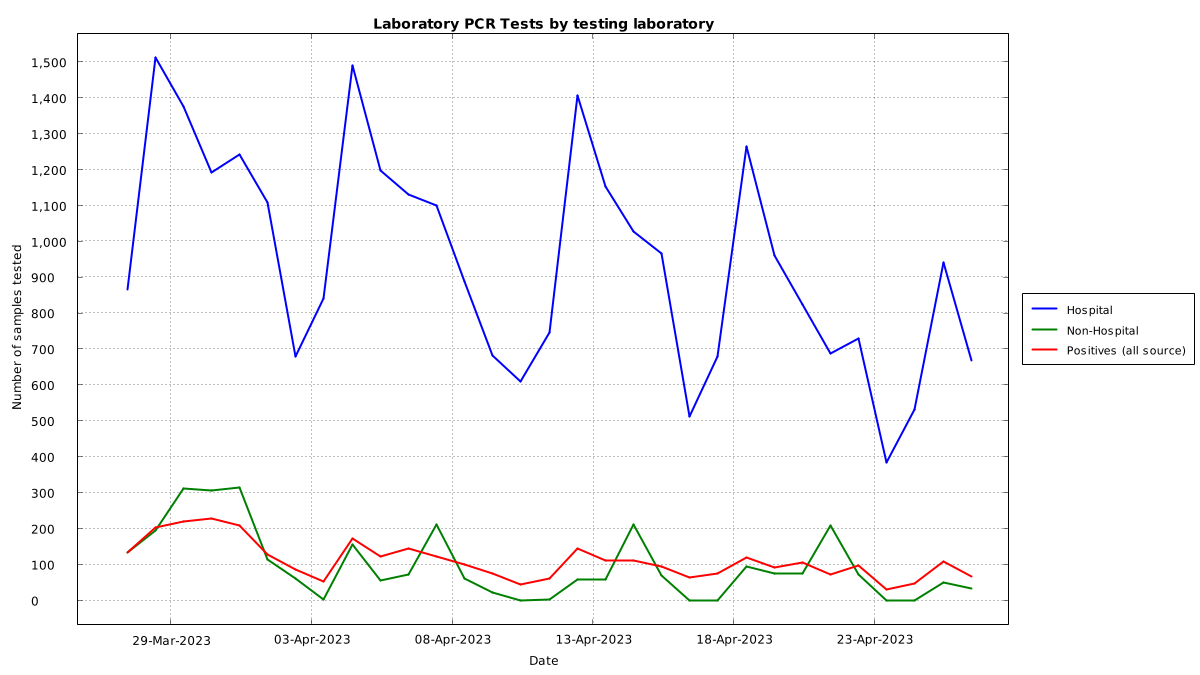 Laboratory PCR Tests by testing laboratory
1,500
1,400
1,300
1,200
1,100
1,000
900
800
700
600
500
400
300
200
100
0
Number of samples tested
29-Mar-2023
03-Apr-2023
08-Apr-2023
13-Apr-2023
18-Apr-2023
23-Apr-2023
Date
Hospital
Non-Hospital
Positives (all source)